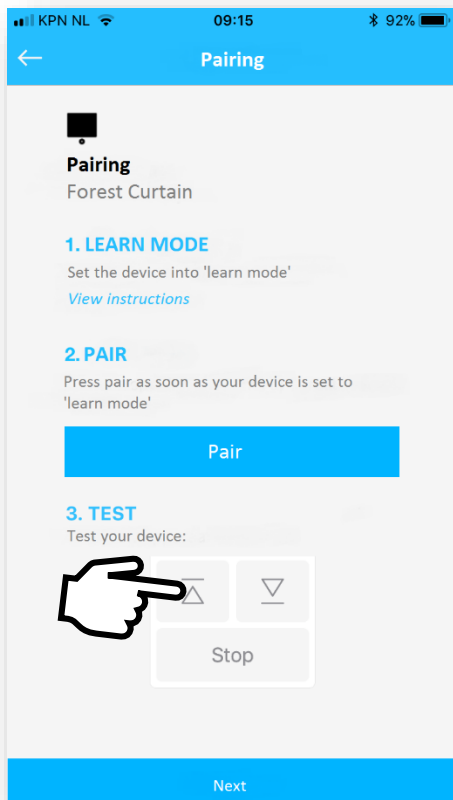 KPN NL 09:15 92%
Pairing
Pairing
Forest Curtain
1. LEARN MODE
Set the device into 'learn mode'
View instructions
2. PAIR
Press pair as soon as your device is set to
'learn mode'
Pair
3. TEST
Test your device:
Stop
Next